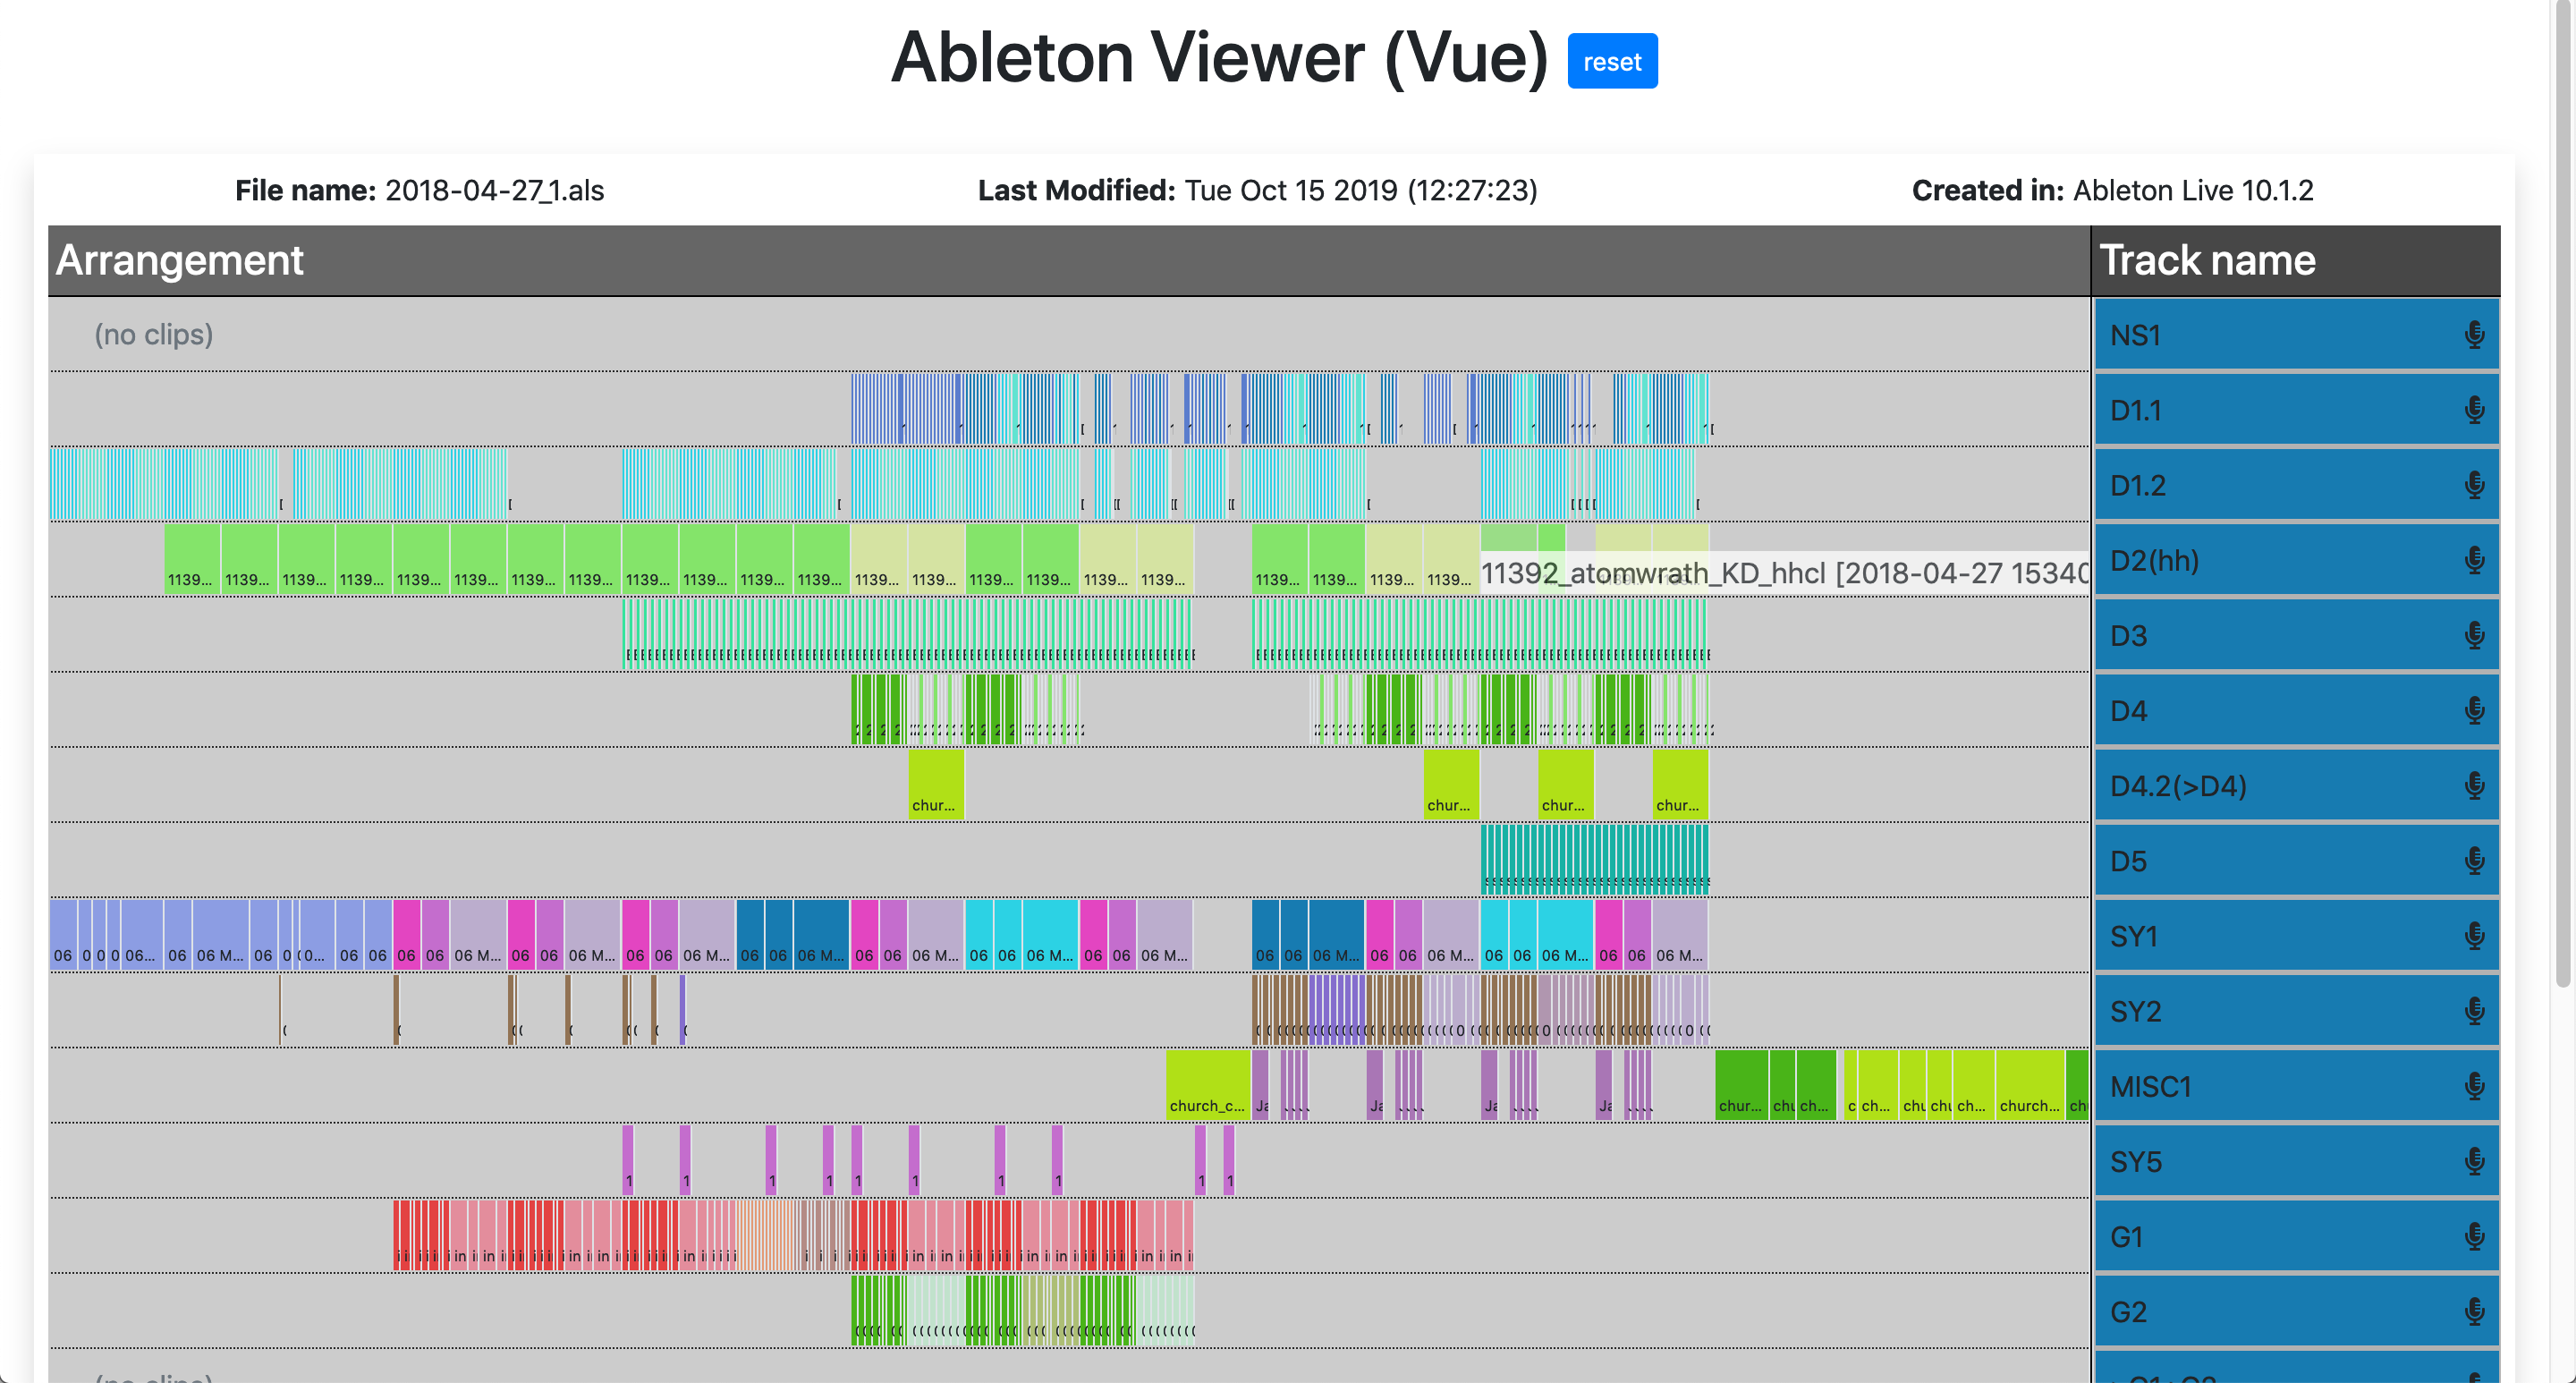 Ableton Viewer (Vue) reset
File name: 2018-04-27_1.als Last Modified: Tue Oct 15 2019 (12:27:23) Created in: Ableton Live 10.1.2
Arrangement Track name
(no clips) NS1
D1.1
D1.2
1139... 1139... 1139... 1139... 1139... 1139... 1139... 1139... 1139... 1139... 1139... 1139... 1139... 1139... 1139... 1139... 1139... 1139... 1139... 1139... 1139... 1139... 11392_atomwrath_KD_hhcl [2018-04-27 15340 D2(hh)
D3
D4
chur... chur... chur... chur... D4.2(>D4)
D5
06 0 0 0 06... 06 06 M... 06 0 0... 06 06 06 06 06 M... 06 06 06 M... 06 06 06 M... 06 06 06 M... 06 06 06 M... 06 06 06 M... 06 06 06 M... 06 06 06 M... 06 06 06 M... 06 06 06 M... 06 06 06 M... SY1
SY2
church_c... Ja Ja Ja Ja chur... chu ch... c ch... chu chu ch... church... chu MISC1
1 1 1 1 1 1 1 1 1 1 SY5
G1
G2
(no clips)